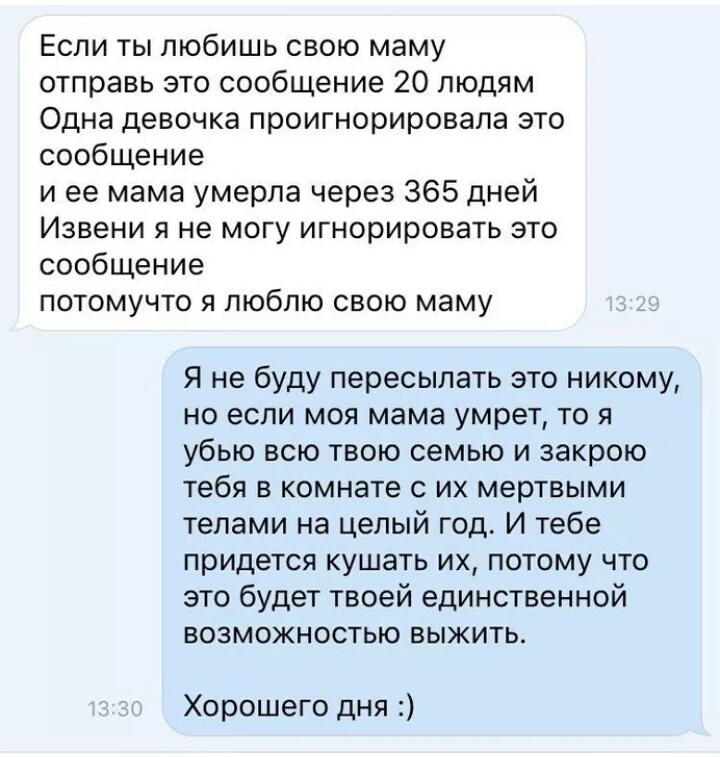 Если ты любишь свою маму
отправь это сообщение 20 людям
Одна девочка проигнорировала это
сообщение
и ее мама умерла через 365 дней
Извени я не могу игнорировать это
сообщение
потомучто я люблю свою маму
13:29
Я не буду пересылать это никому,
но если моя мама умрет, то я
убью всю твою семью и закрою
тебя в комнате с их мертвыми
телами на целый год. И тебе
придется кушать их, потому что
это будет твоей единственной
возможностью выжить.
Хорошего дня :)
13:30